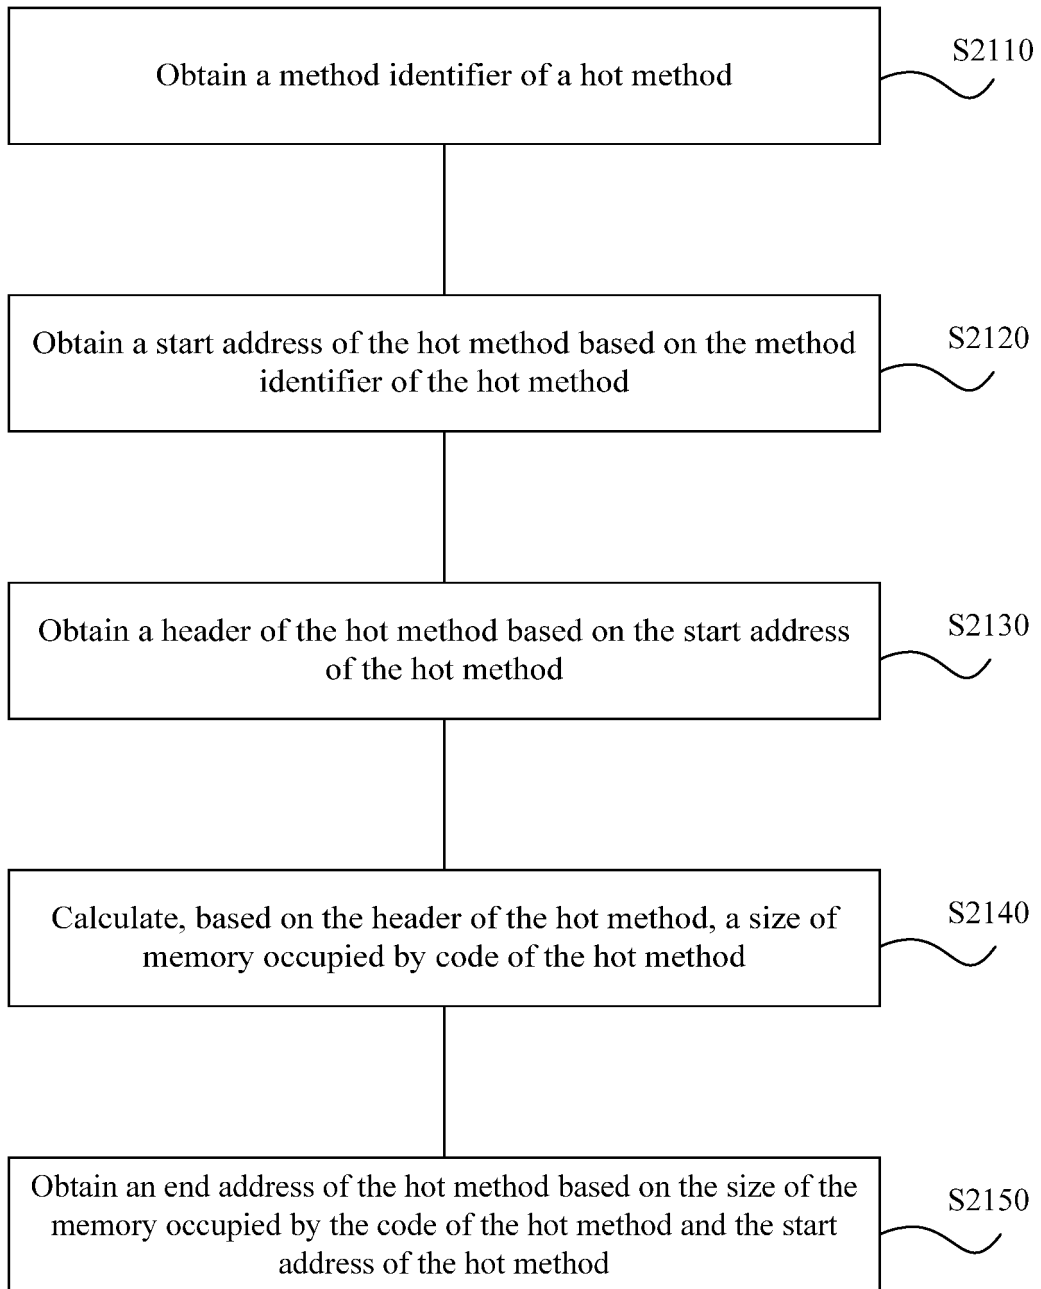 Obtain a method identifier of a hot method
S2110
Obtain a start address of the hot method based on the method
identifier of the hot method
S2120
Obtain a header of the hot method based on the start address
of the hot method
S2130
Calculate, based on the header of the hot method, a size of
memory occupied by code of the hot method
S2140
Obtain an end address of the hot method based on the size of the
memory occupied by the code of the hot method and the start
address of the hot method
S2150